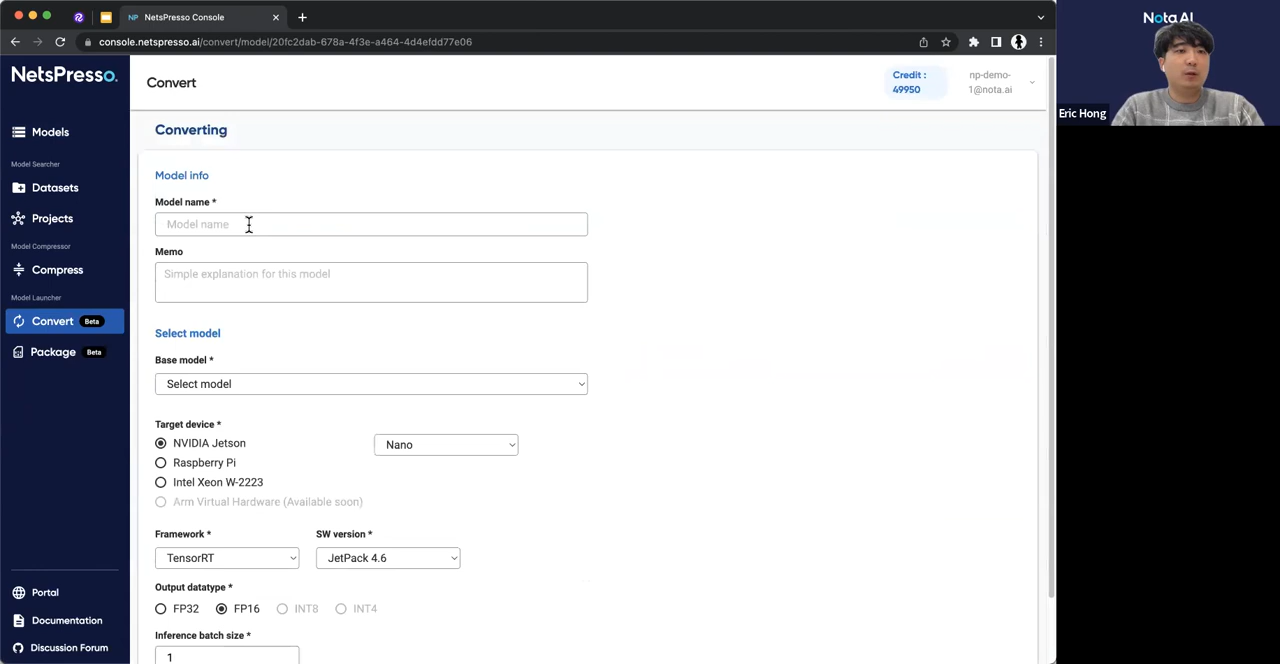 NP NetsPresso Console
console.netspresso.ai/convert/model/20fc2dab-678a-4f3e-a464-4d4efdd77e06
Nota AI
Eric Hong
NetsPresso.
Models
Model Searcher
Datasets
Projects
Model Compressor
Compress
Model Launcher
Convert Beta
Package Beta
Portal
Documentation
Discussion Forum
Convert
Credit :
49950
np-demo-
1@nota.ai
Converting
Model info
Model name *
Model name
Memo
Simple explanation for this model
Select model
Base model *
Select model
Target device *
NVIDIA Jetson
Nano
Raspberry Pi
Intel Xeon W-2223
Arm Virtual Hardware (Available soon)
Framework * SW version *
TensorRT JetPack 4.6
Output datatype *
FP32 FP16 INT8 INT4
Inference batch size *
1